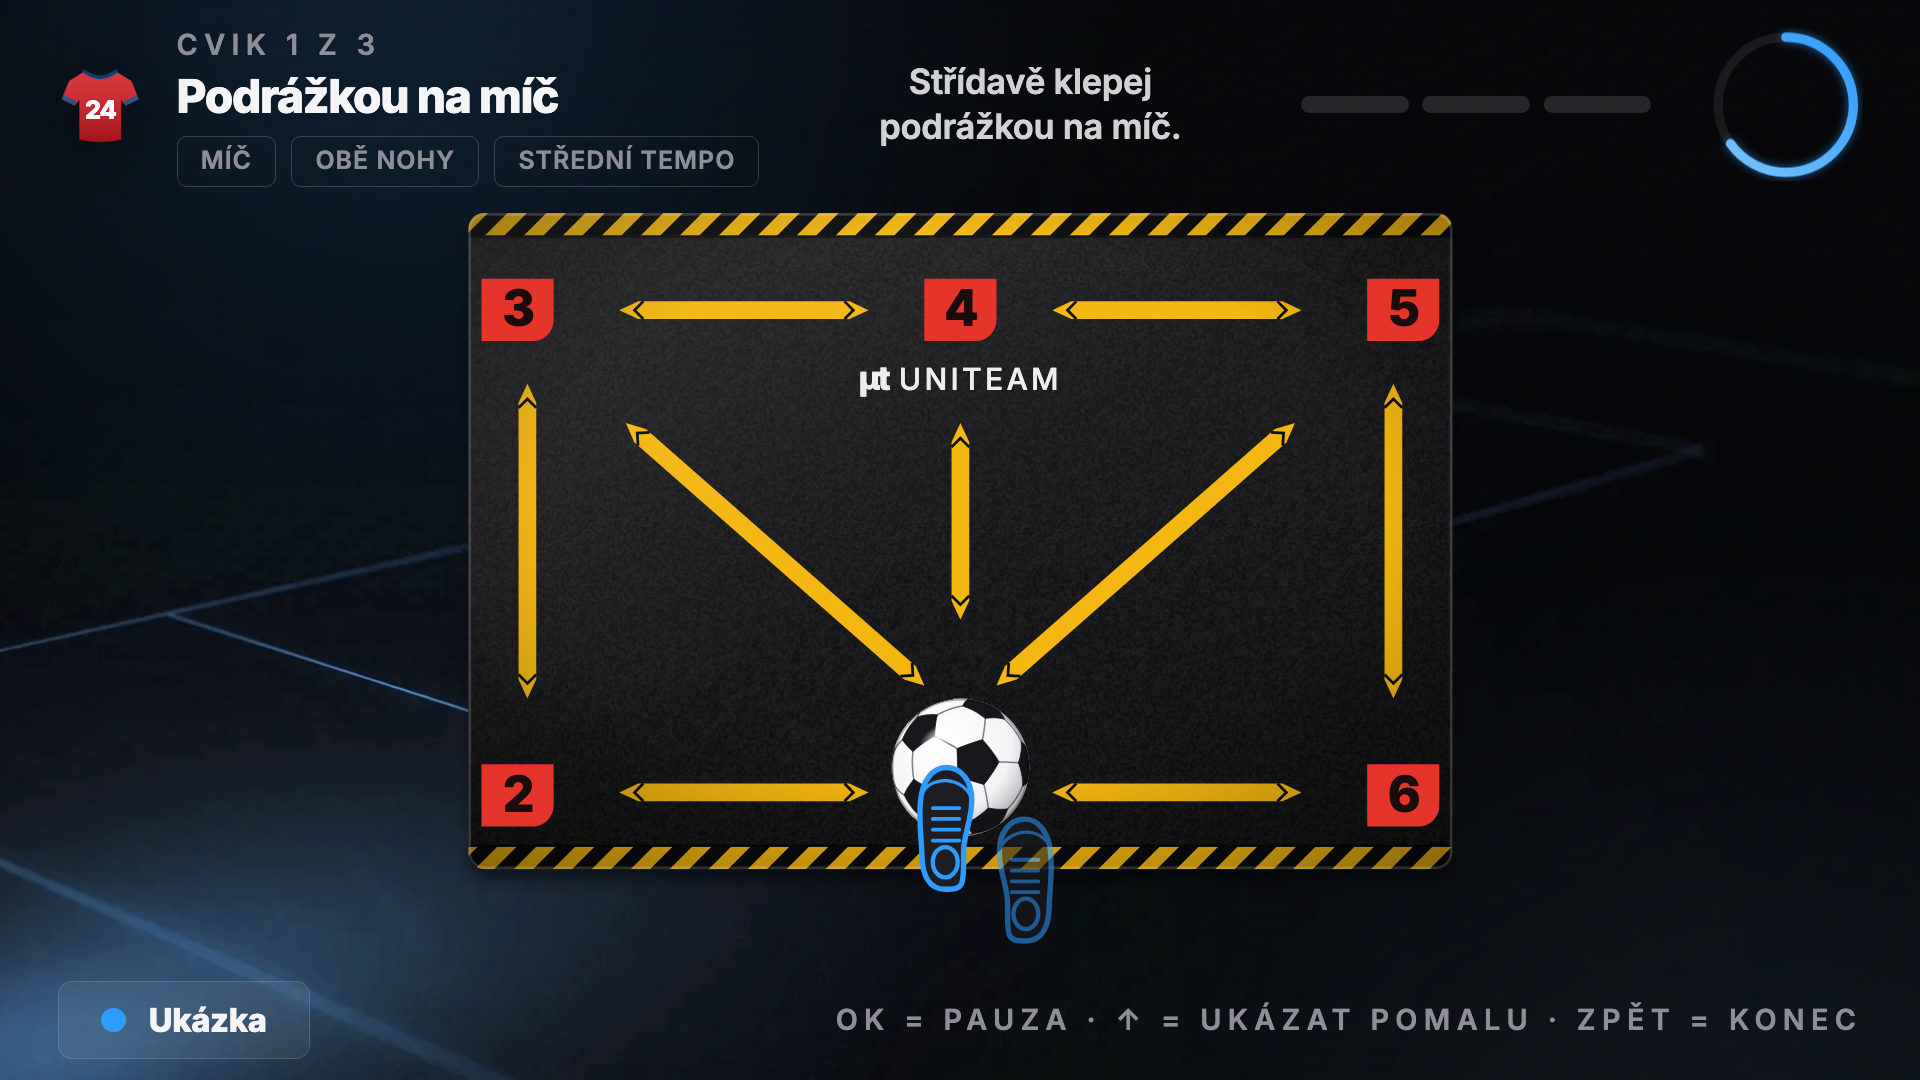 CVIK 1 Z 3
24
Podrážkou na míč
MÍČ
OBĚ NOHY
STŘEDNÍ TEMPO
Střídavě klepej
podrážkou na míč.
3
4
5
µt UNITEAM
2
6
Ukázka
OK = PAUZA · ↑ = UKÁZAT POMALU · ZPĚT = KONEC